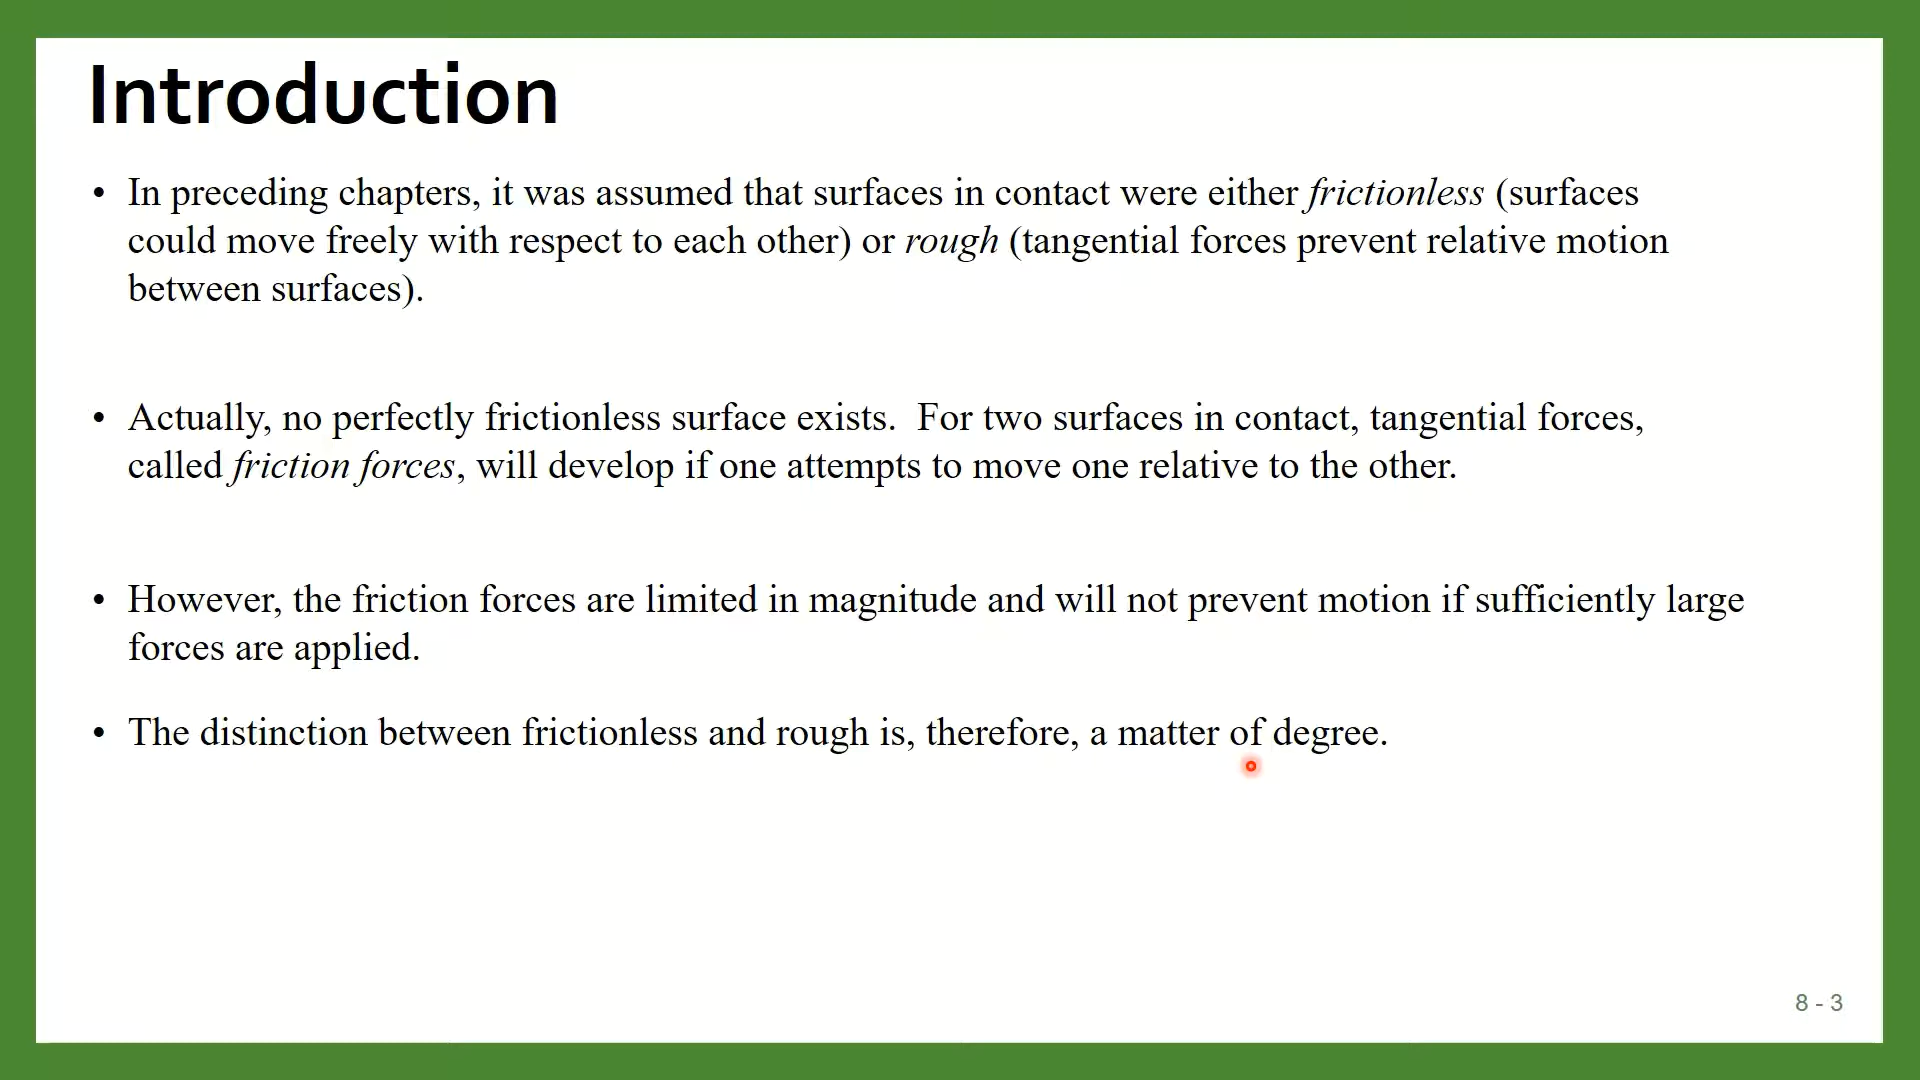 Introduction
• In preceding chapters, it was assumed that surfaces in contact were either frictionless (surfaces
could move freely with respect to each other) or rough (tangential forces prevent relative motion
between surfaces).
• Actually, no perfectly frictionless surface exists.  For two surfaces in contact, tangential forces,
called friction forces, will develop if one attempts to move one relative to the other.
• However, the friction forces are limited in magnitude and will not prevent motion if sufficiently large
forces are applied.
• The distinction between frictionless and rough is, therefore, a matter of degree.
8 - 3